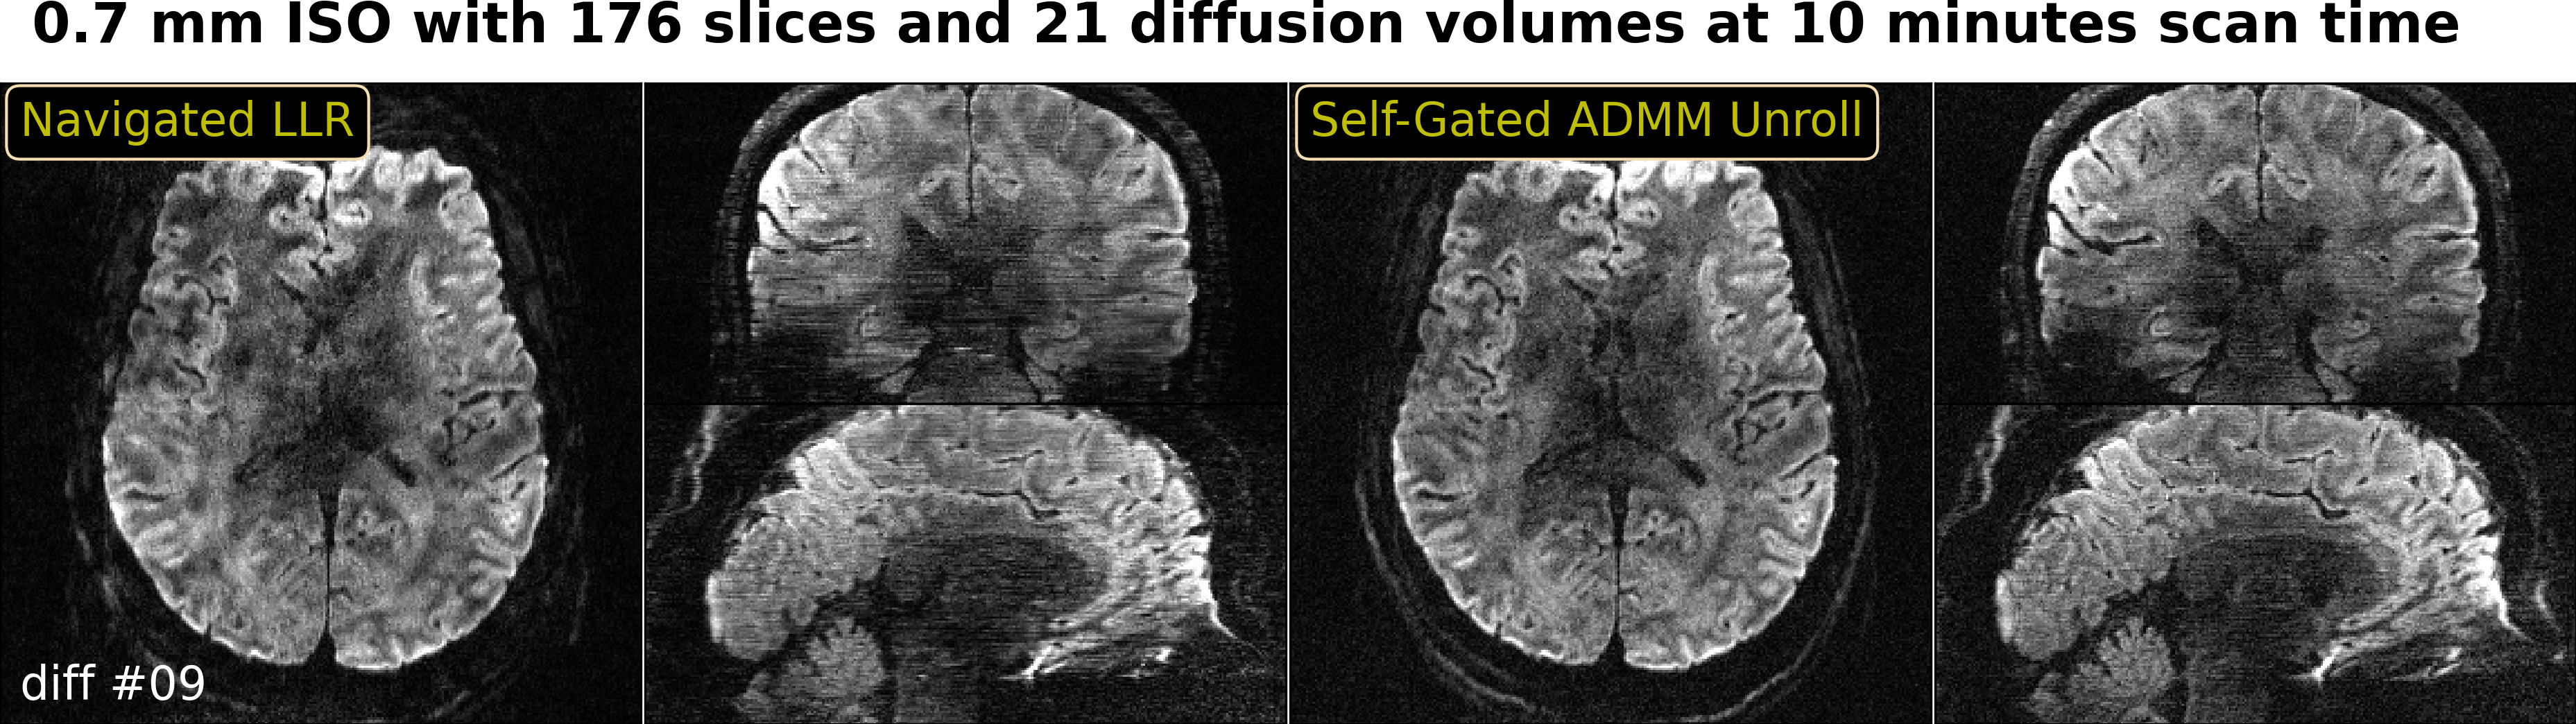 0.7 mm ISO with 176 slices and 21 diffusion volumes at 10 minutes scan time
Navigated LLR
Self-Gated ADMM Unroll
diff #09